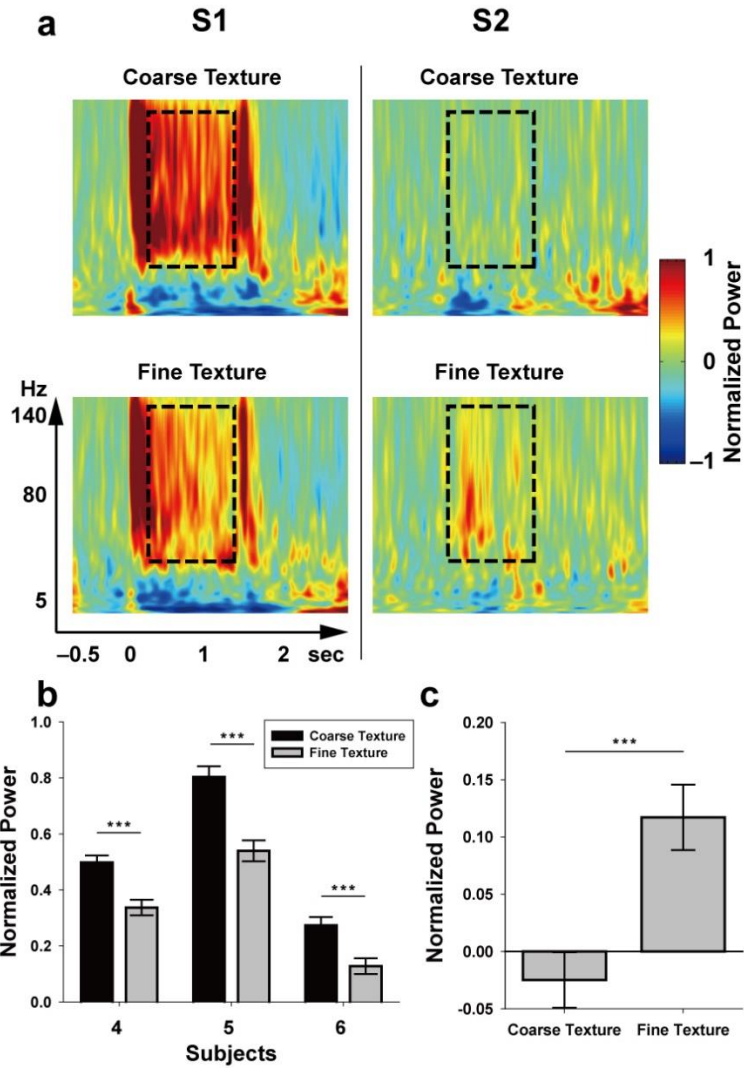 a
S1
S2
Coarse Texture
Coarse Texture
1
0
–1
Normalized Power
Fine Texture
Fine Texture
Hz
140
80
5
–0.5 0 1 2 sec
b
Normalized Power
1.0
0.8
0.6
0.4
0.2
0.0
***
***
***
Coarse Texture
Fine Texture
4 5 6
Subjects
c
Normalized Power
0.20
0.15
0.10
0.05
0.00
-0.05
***
Coarse Texture Fine Texture